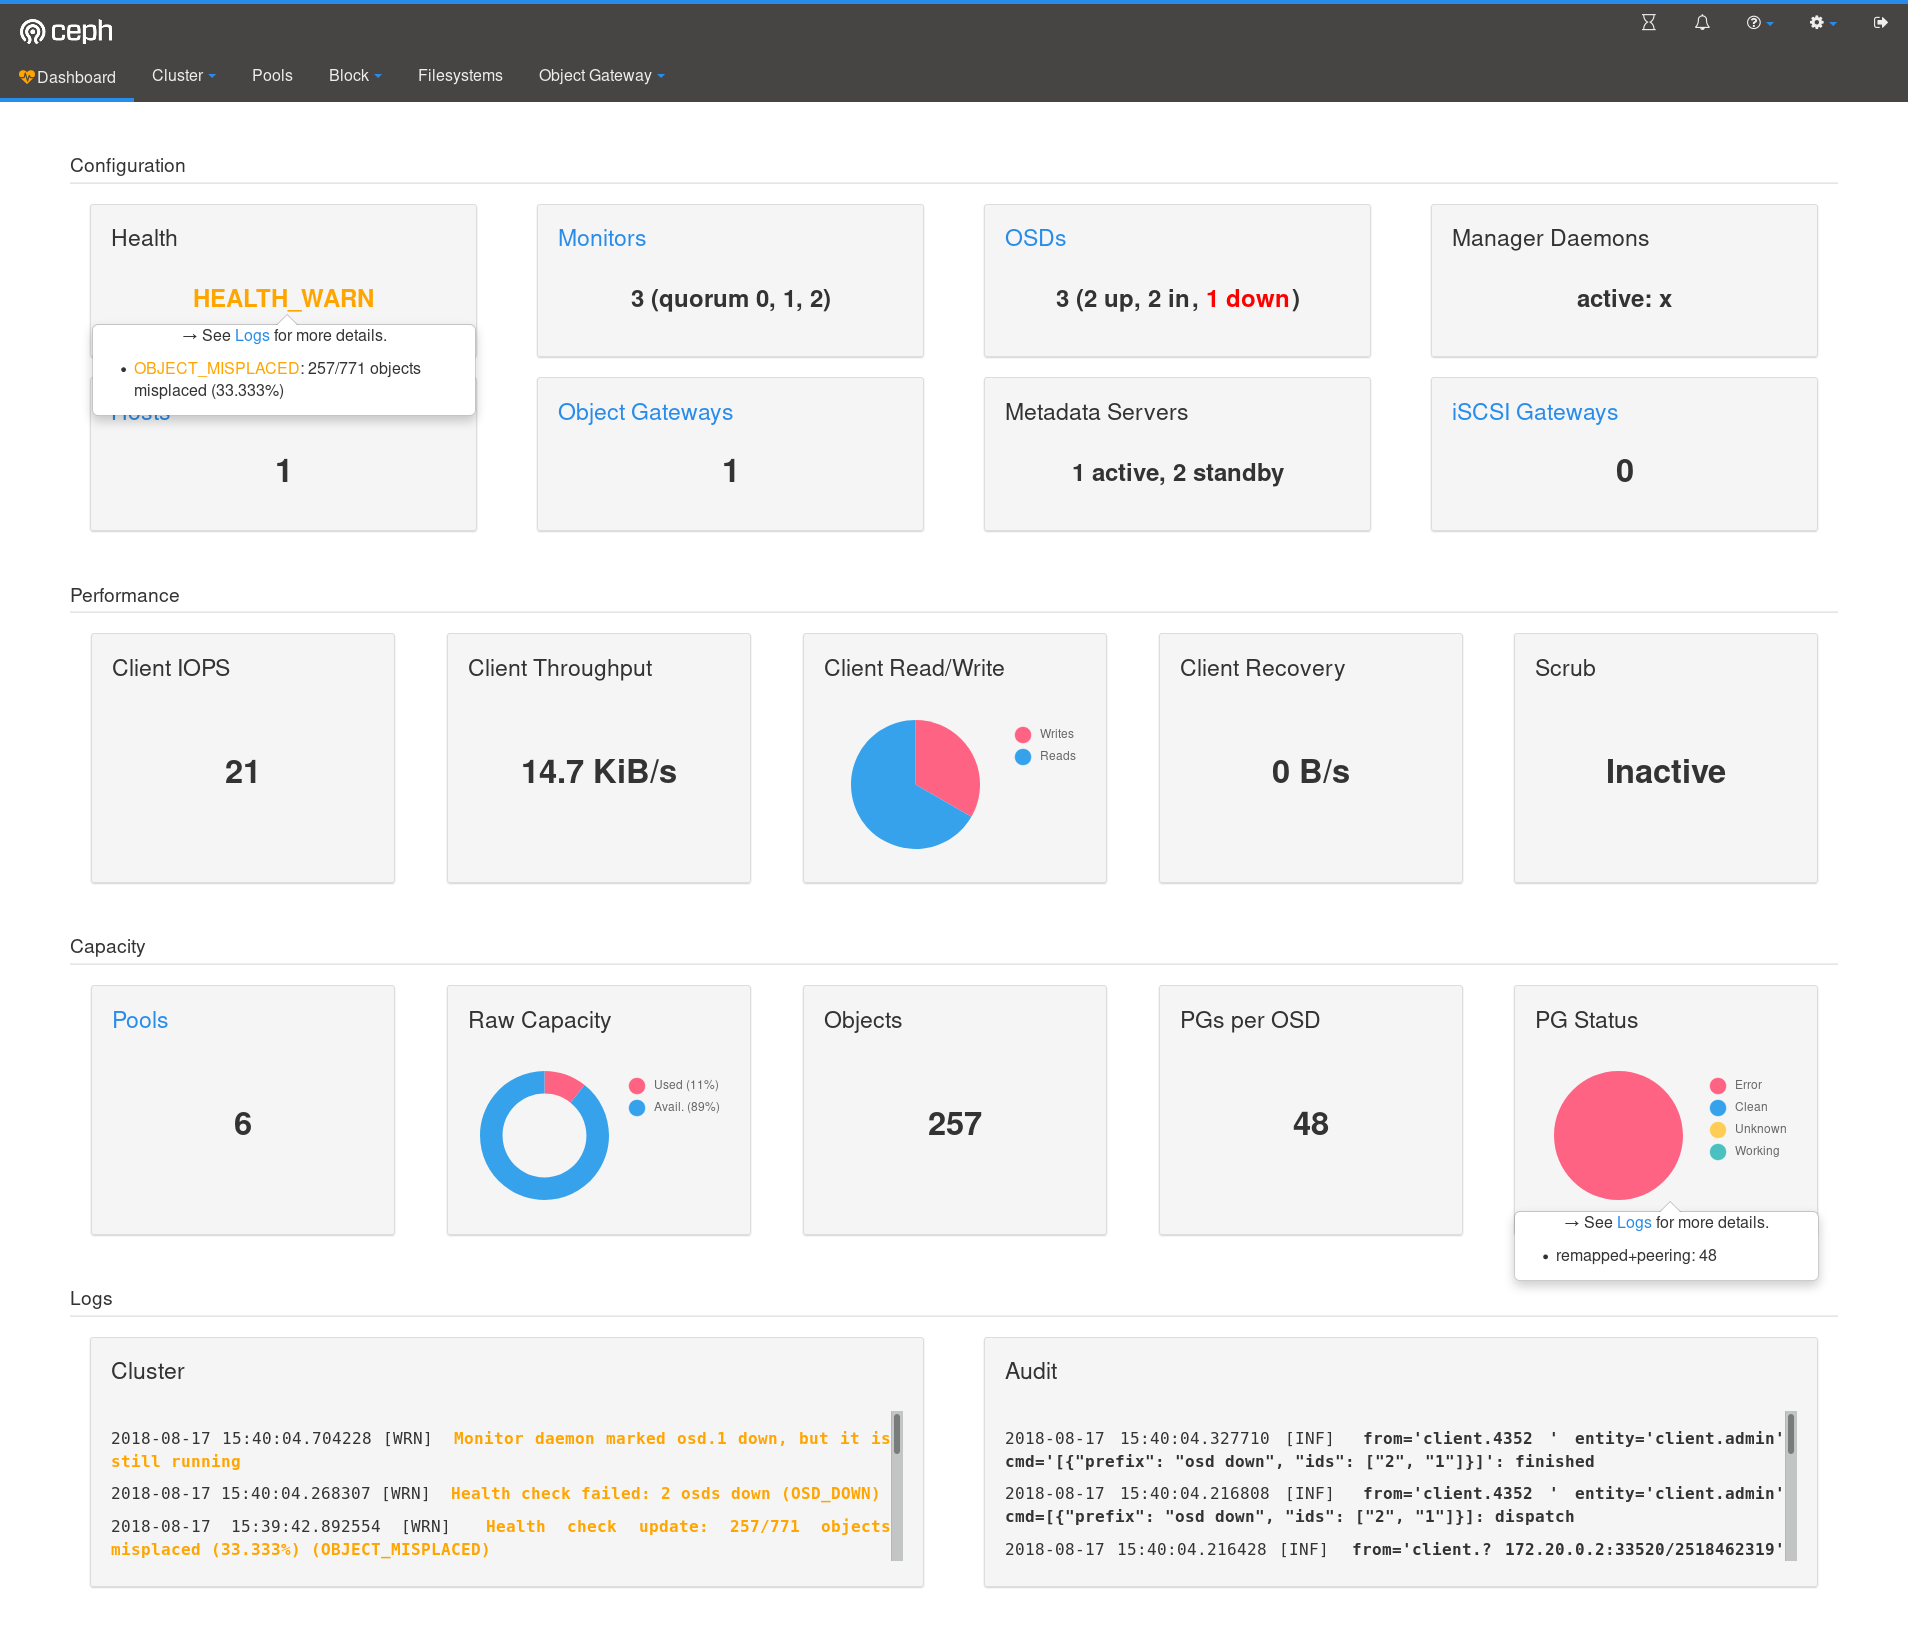 ceph
Dashboard Cluster Pools Block Filesystems Object Gateway
Configuration
Health
HEALTH_WARN
→ See Logs for more details.
• OBJECT_MISPLACED: 257/771 objects
misplaced (33.333%)
Monitors
3 (quorum 0, 1, 2)
OSDs
3 (2 up, 2 in, 1 down)
Manager Daemons
active: x
Hosts
1
Object Gateways
1
Metadata Servers
1 active, 2 standby
iSCSI Gateways
0
Performance
Client IOPS
21
Client Throughput
14.7 KiB/s
Client Read/Write
Writes
Reads
Client Recovery
0 B/s
Scrub
Inactive
Capacity
Pools
6
Raw Capacity
Used (11%)
Avail. (89%)
Objects
257
PGs per OSD
48
PG Status
Error
Clean
Unknown
Working
→ See Logs for more details.
• remapped+peering: 48
Logs
Cluster
2018-08-17 15:40:04.704228 [WRN] Monitor daemon marked osd.1 down, but it is
still running
2018-08-17 15:40:04.268307 [WRN] Health check failed: 2 osds down (OSD_DOWN)
2018-08-17 15:39:42.892554 [WRN] Health check update: 257/771 objects
misplaced (33.333%) (OBJECT_MISPLACED)
Audit
2018-08-17 15:40:04.327710 [INF] from='client.4352 ' entity='client.admin'
cmd='[{"prefix": "osd down", "ids": ["2", "1"]}]': finished
2018-08-17 15:40:04.216808 [INF] from='client.4352 ' entity='client.admin'
cmd=[{"prefix": "osd down", "ids": ["2", "1"]}]: dispatch
2018-08-17 15:40:04.216428 [INF] from='client.? 172.20.0.2:33520/2518462319'